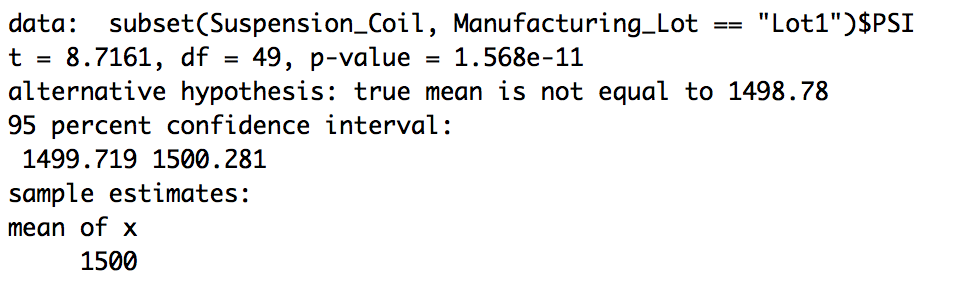 data:  subset(Suspension_Coil, Manufacturing_Lot == "Lot1")$PSI
t = 8.7161, df = 49, p-value = 1.568e-11
alternative hypothesis: true mean is not equal to 1498.78
95 percent confidence interval:
 1499.719 1500.281
sample estimates:
mean of x
     1500